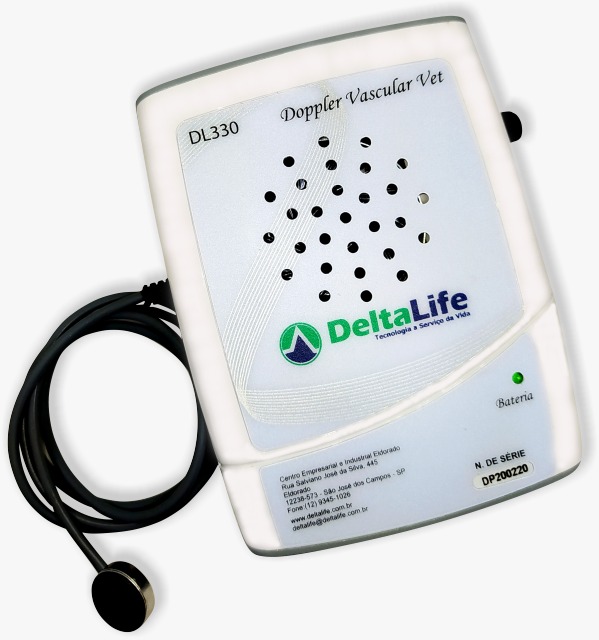 Doppler Vascular Vet
DL330
DeltaLife
Tecnologia a Serviço da Vida
Bateria
Centro Empresarial e Industrial Eldorado
Rua Salviano José da Silva, 445
Eldorado
12238-573 - São José dos Campos - SP
Fone (12) 9345-1026
www.deltalife.com.br
deltalife@deltalife.com.br
N. DE SÉRIE
DP200220